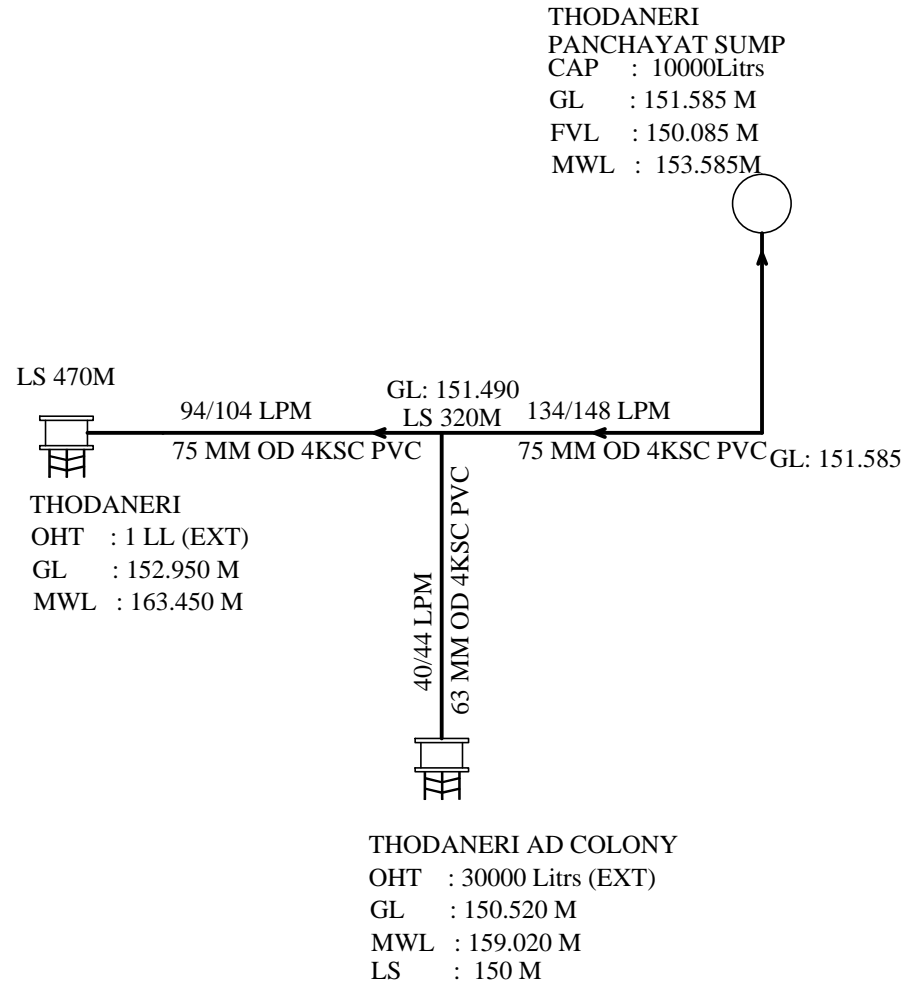 THODANERI
PANCHAYAT SUMP
CAP : 10000Litrs
GL : 151.585 M
FVL : 150.085 M
MWL : 153.585M
LS 470M
GL: 151.490
94/104 LPM
LS 320M
134/148 LPM
75 MM OD 4KSC PVC
75 MM OD 4KSC PVC
GL: 151.585
THODANERI
OHT : 1 LL (EXT)
GL : 152.950 M
MWL : 163.450 M
40/44 LPM
63 MM OD 4KSC PVC
THODANERI AD COLONY
OHT : 30000 Litrs (EXT)
GL : 150.520 M
MWL : 159.020 M
LS : 150 M